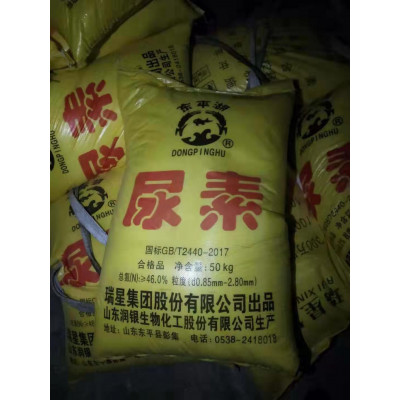 东平湖
DONGPINGHU®
尿素
国标GB/T2440-2017
合格品 净含量:50kg
总氮(N)≥46.0% 粒度(d0.85mm-2.80mm)
瑞星集团股份有限公司出品
山东润银生物化工股份有限公司生产
地址:山东东平县彭集 电话:0538-2418013